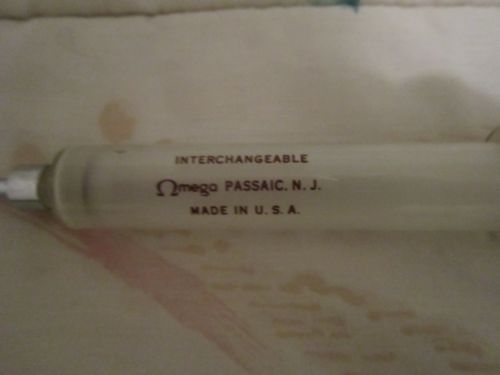 INTERCHANGEABLE
Ωmega PASSAIC. N. J.
MADE IN U. S. A.